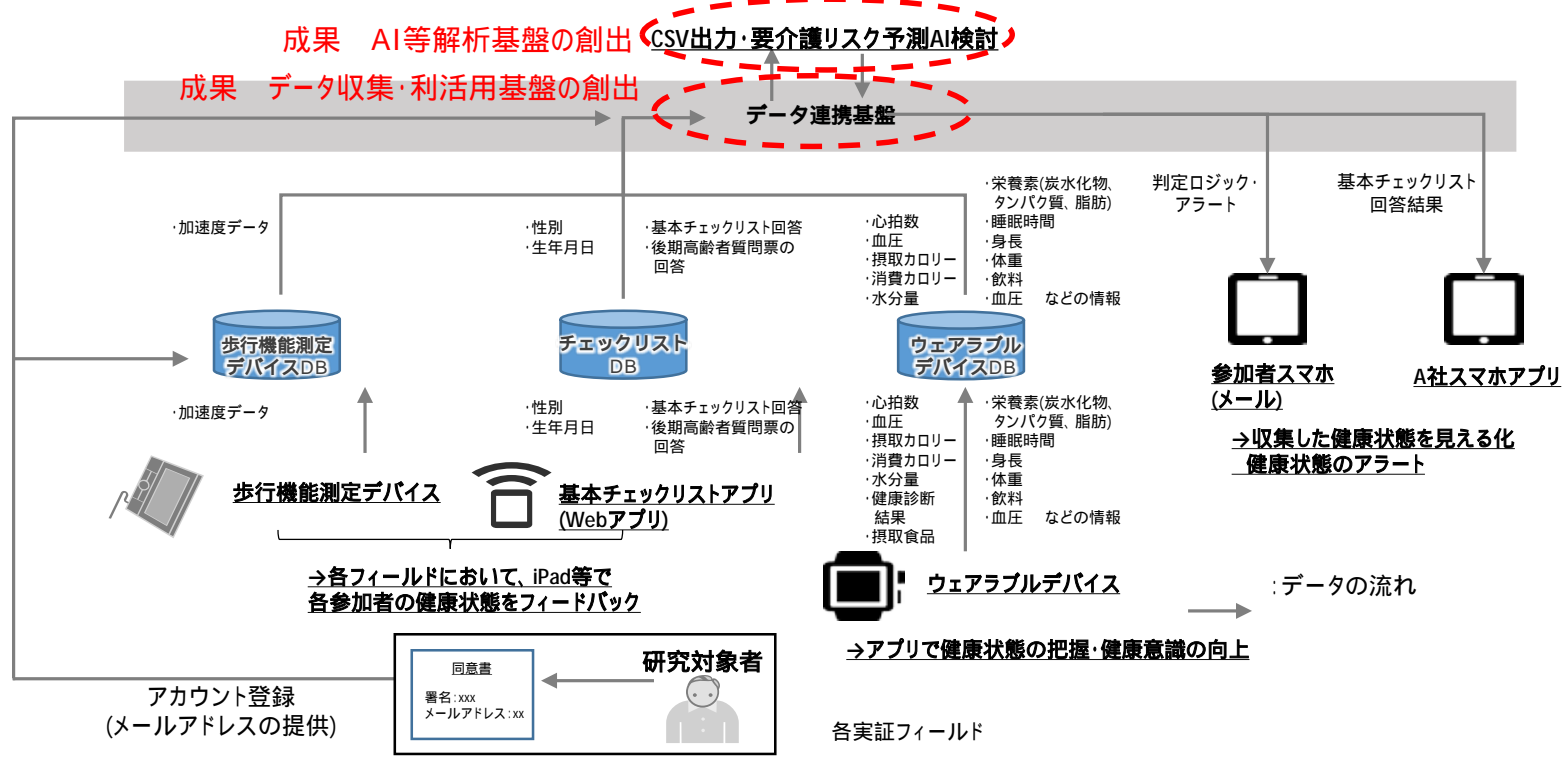 成果　AI等解析基盤の創出
CSV出力・要介護リスク予測AI検討
成果　データ収集・利活用基盤の創出
データ連携基盤
・加速度データ
・性別
・生年月日
・基本チェックリスト回答
・後期高齢者質問票の
回答
・心拍数
・血圧
・摂取カロリー
・消費カロリー
・水分量
・栄養素(炭水化物、
タンパク質、脂肪)
・睡眠時間
・身長
・体重
・飲料
・血圧　などの情報
判定ロジック・
アラート
基本チェックリスト
回答結果
歩行機能測定
デバイスDB
チェックリスト
DB
ウェアラブル
デバイスDB
参加者スマホ
(メール)
A社スマホアプリ
→収集した健康状態を見える化
健康状態のアラート
・加速度データ
・性別
・生年月日
・基本チェックリスト回答
・後期高齢者質問票の
回答
・心拍数
・血圧
・摂取カロリー
・消費カロリー
・水分量
・健康診断
結果
・摂取食品
・栄養素(炭水化物、
タンパク質、脂肪)
・睡眠時間
・身長
・体重
・飲料
・血圧　などの情報
歩行機能測定デバイス
基本チェックリストアプリ
(Webアプリ)
→各フィールドにおいて、iPad等で
各参加者の健康状態をフィードバック
ウェアラブルデバイス
:データの流れ
→アプリで健康状態の把握・健康意識の向上
研究対象者
同意書
署名：xxx
メールアドレス：xx
アカウント登録
(メールアドレスの提供)
各実証フィールド